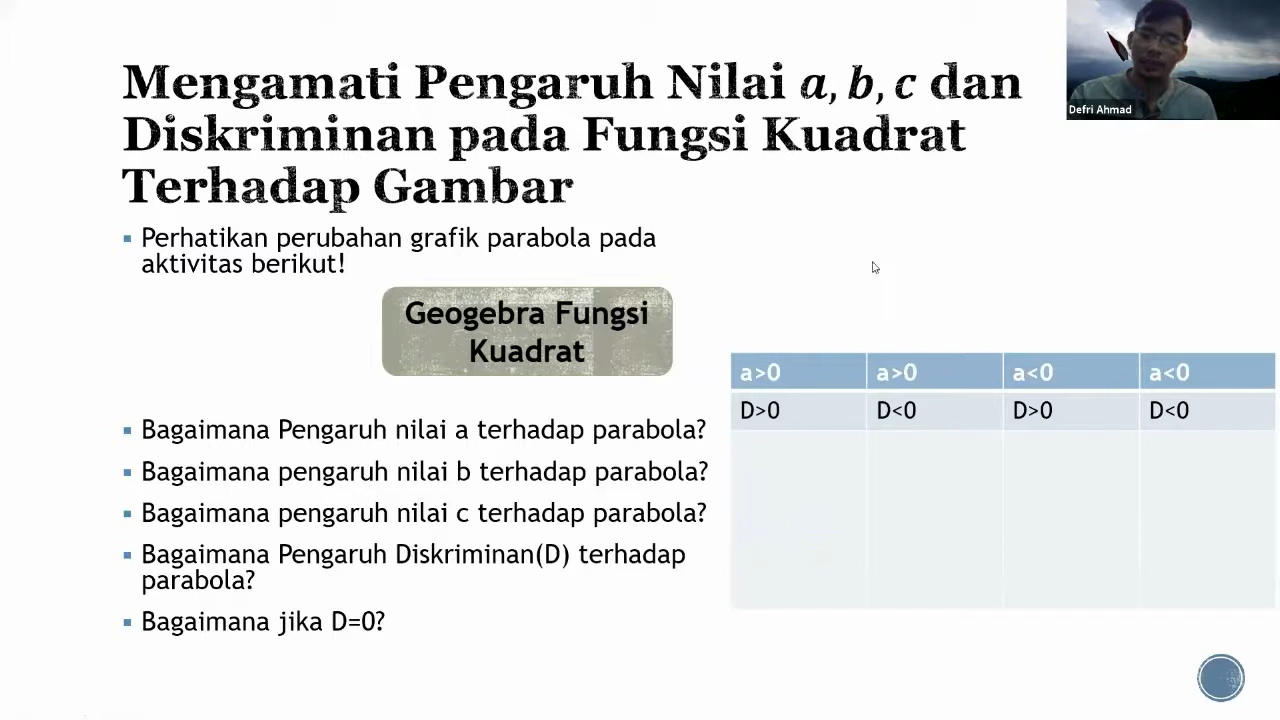 Mengamati Pengaruh Nilai a, b, c dan
Diskriminan pada Fungsi Kuadrat
Terhadap Gambar
Defri Ahmad
▪ Perhatikan perubahan grafik parabola pada
aktivitas berikut!
Geogebra Fungsi
Kuadrat
▪ Bagaimana Pengaruh nilai a terhadap parabola?
▪ Bagaimana pengaruh nilai b terhadap parabola?
▪ Bagaimana pengaruh nilai c terhadap parabola?
▪ Bagaimana Pengaruh Diskriminan(D) terhadap
parabola?
▪ Bagaimana jika D=0?
a>0 a>0 a<0 a<0
D>0 D<0 D>0 D<0